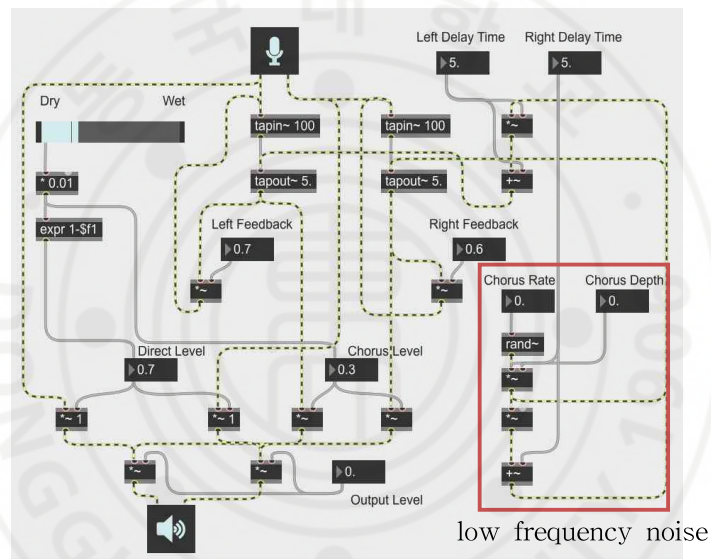 Left Delay Time
Right Delay Time
5.
5.
Dry
Wet
tapin~ 100
tapin~ 100
*~
* 0.01
tapout~ 5.
tapout~ 5.
+~
expr 1-$f1
Left Feedback
Right Feedback
0.7
0.6
*~
*~
Chorus Rate
Chorus Depth
0.
0.
rand~
Direct Level
Chorus Level
0.7
0.3
*~
*~ 1
*~ 1
*~
*~
*~
*~
*~
0.
+~
Output Level
low frequency noise